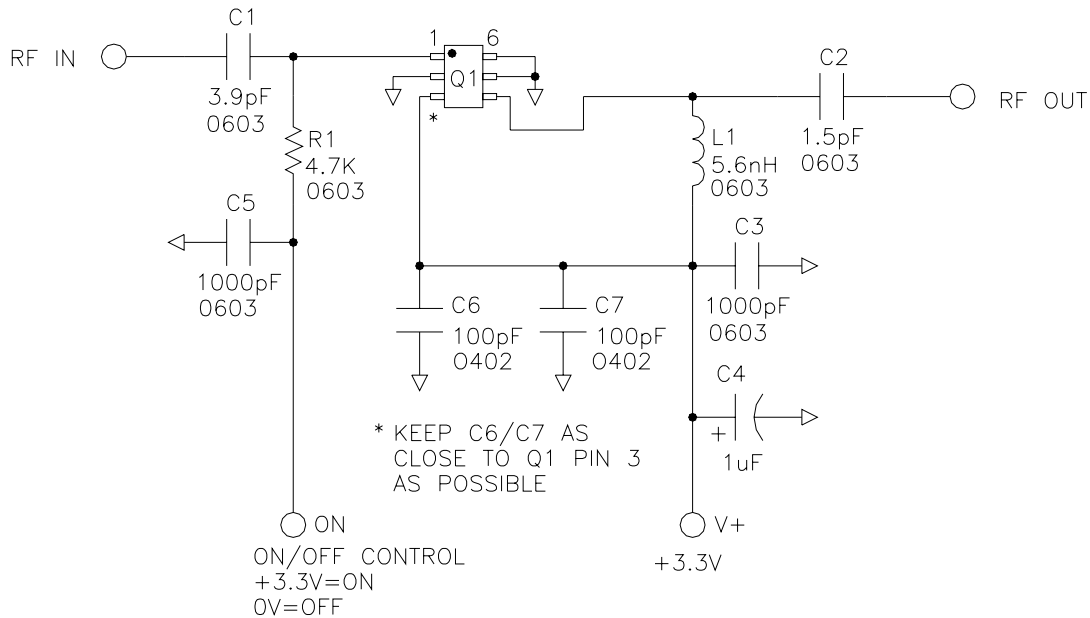 C1
1
6
RF IN
Q1
C2
3.9pF
0603
*
RF OUT
R1
4.7K
0603
L1
5.6nH
0603
1.5pF
0603
C5
1000pF
0603
C3
1000pF
0603
C6
100pF
0402
C7
100pF
0402
C4
+
1uF
* KEEP C6/C7 AS
CLOSE TO Q1 PIN 3
AS POSSIBLE
ON
ON/OFF CONTROL
+3.3V=ON
0V=OFF
V+
+3.3V